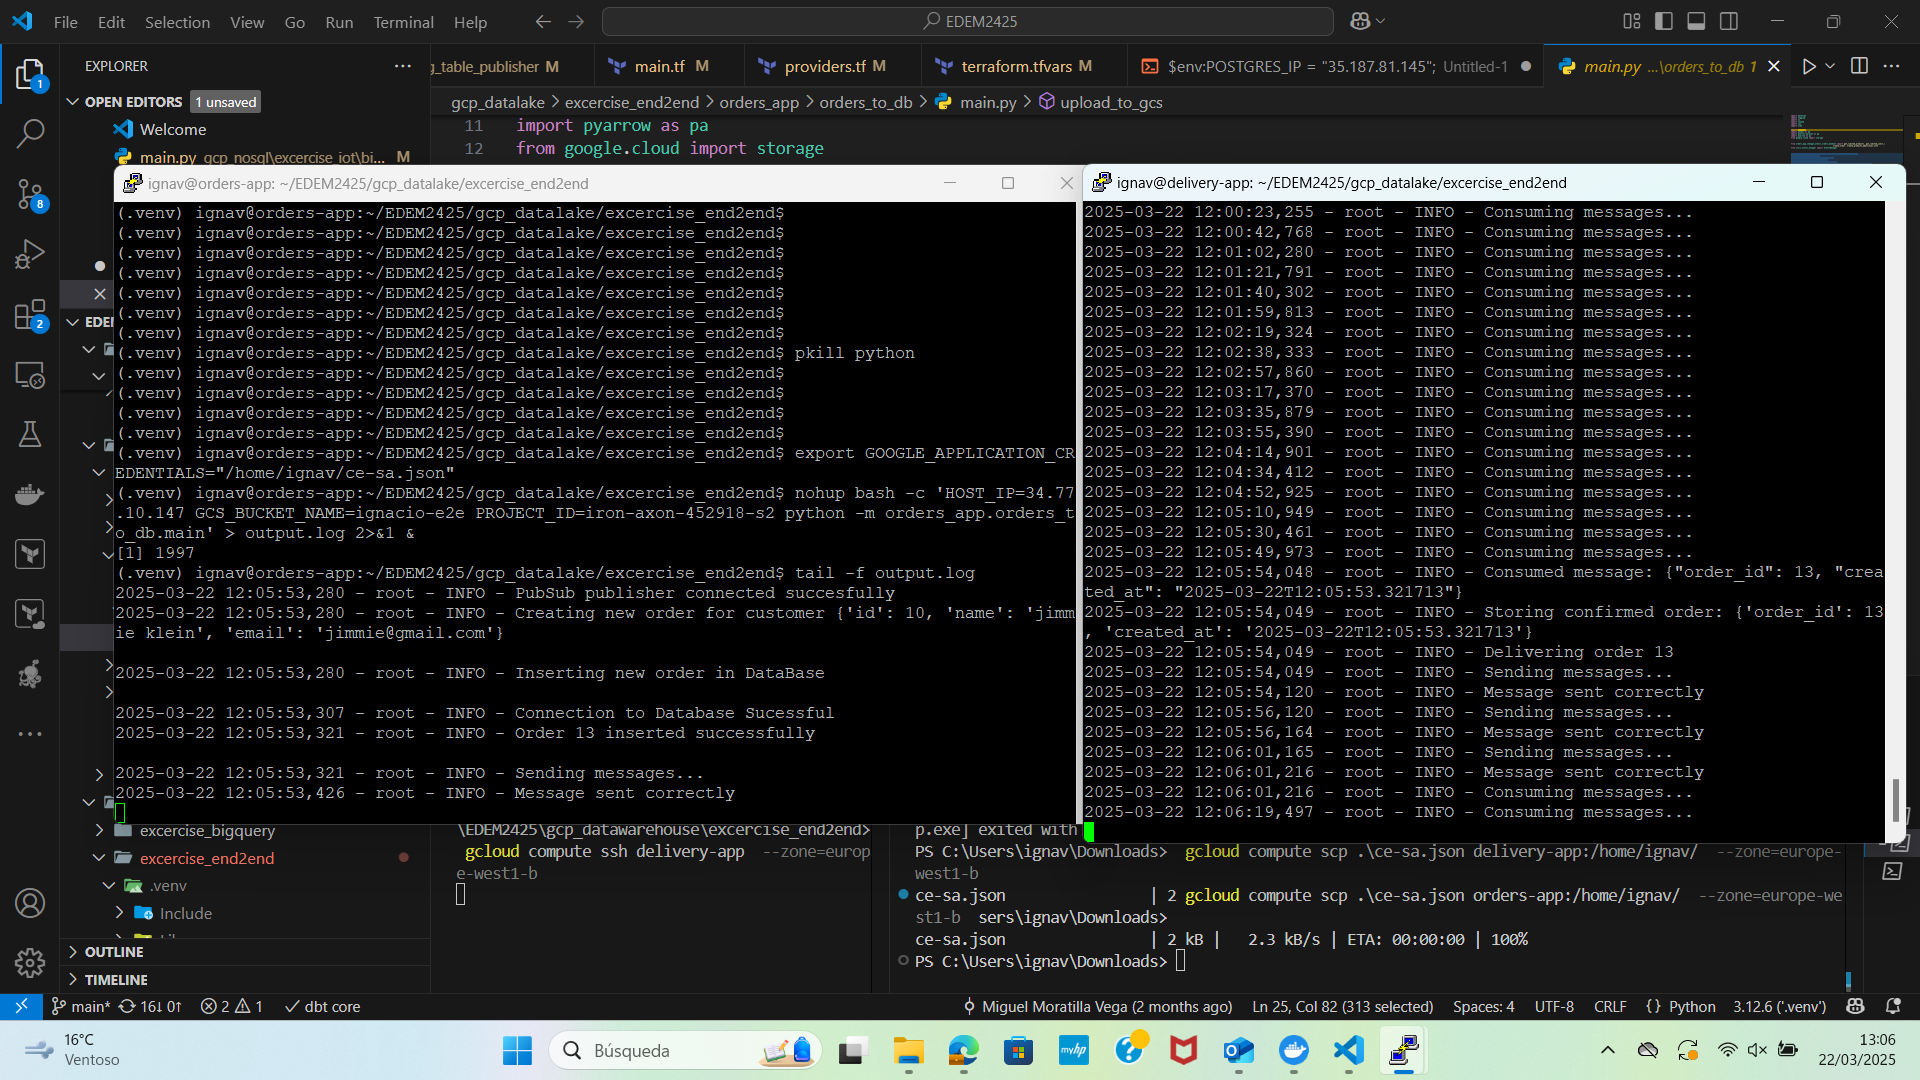 File Edit Selection View Go Run Terminal Help
EDEM2425
EXPLORER
g_table_publisher M
main.tf M
providers.tf M
terraform.tfvars M
$env:POSTGRES_IP = "35.187.81.145"; Untitled-1
main.py ...\orders_to_db 1
OPEN EDITORS 1 unsaved
gcp_datalake > excercise_end2end > orders_app > orders_to_db > main.py > upload_to_gcs
Welcome
11 import pyarrow as pa
12 from google.cloud import storage
main.py gcp_nosql\excercise_iot\bi... M
ignav@orders-app: ~/EDEM2425/gcp_datalake/excercise_end2end
(.venv) ignav@orders-app:~/EDEM2425/gcp_datalake/excercise_end2end$
(.venv) ignav@orders-app:~/EDEM2425/gcp_datalake/excercise_end2end$
(.venv) ignav@orders-app:~/EDEM2425/gcp_datalake/excercise_end2end$
(.venv) ignav@orders-app:~/EDEM2425/gcp_datalake/excercise_end2end$
(.venv) ignav@orders-app:~/EDEM2425/gcp_datalake/excercise_end2end$
(.venv) ignav@orders-app:~/EDEM2425/gcp_datalake/excercise_end2end$
(.venv) ignav@orders-app:~/EDEM2425/gcp_datalake/excercise_end2end$
(.venv) ignav@orders-app:~/EDEM2425/gcp_datalake/excercise_end2end$ pkill python
(.venv) ignav@orders-app:~/EDEM2425/gcp_datalake/excercise_end2end$
(.venv) ignav@orders-app:~/EDEM2425/gcp_datalake/excercise_end2end$
(.venv) ignav@orders-app:~/EDEM2425/gcp_datalake/excercise_end2end$
(.venv) ignav@orders-app:~/EDEM2425/gcp_datalake/excercise_end2end$
(.venv) ignav@orders-app:~/EDEM2425/gcp_datalake/excercise_end2end$ export GOOGLE_APPLICATION_CR
EDENTIALS="/home/ignav/ce-sa.json"
(.venv) ignav@orders-app:~/EDEM2425/gcp_datalake/excercise_end2end$ nohup bash -c 'HOST_IP=34.77
.10.147 GCS_BUCKET_NAME=ignacio-e2e PROJECT_ID=iron-axon-452918-s2 python -m orders_app.orders_t
o_db.main' > output.log 2>&1 &
[1] 1997
(.venv) ignav@orders-app:~/EDEM2425/gcp_datalake/excercise_end2end$ tail -f output.log
2025-03-22 12:05:53,280 - root - INFO - PubSub publisher connected succesfully
2025-03-22 12:05:53,280 - root - INFO - Creating new order for customer {'id': 10, 'name': 'jimm
ie klein', 'email': 'jimmie@gmail.com'}
2025-03-22 12:05:53,280 - root - INFO - Inserting new order in DataBase
2025-03-22 12:05:53,307 - root - INFO - Connection to Database Sucessful
2025-03-22 12:05:53,321 - root - INFO - Order 13 inserted successfully
2025-03-22 12:05:53,321 - root - INFO - Sending messages...
2025-03-22 12:05:53,426 - root - INFO - Message sent correctly
ignav@delivery-app: ~/EDEM2425/gcp_datalake/excercise_end2end
2025-03-22 12:00:23,255 - root - INFO - Consuming messages...
2025-03-22 12:00:42,768 - root - INFO - Consuming messages...
2025-03-22 12:01:02,280 - root - INFO - Consuming messages...
2025-03-22 12:01:21,791 - root - INFO - Consuming messages...
2025-03-22 12:01:40,302 - root - INFO - Consuming messages...
2025-03-22 12:01:59,813 - root - INFO - Consuming messages...
2025-03-22 12:02:19,324 - root - INFO - Consuming messages...
2025-03-22 12:02:38,333 - root - INFO - Consuming messages...
2025-03-22 12:02:57,860 - root - INFO - Consuming messages...
2025-03-22 12:03:17,370 - root - INFO - Consuming messages...
2025-03-22 12:03:35,879 - root - INFO - Consuming messages...
2025-03-22 12:03:55,390 - root - INFO - Consuming messages...
2025-03-22 12:04:14,901 - root - INFO - Consuming messages...
2025-03-22 12:04:34,412 - root - INFO - Consuming messages...
2025-03-22 12:04:52,925 - root - INFO - Consuming messages...
2025-03-22 12:05:10,949 - root - INFO - Consuming messages...
2025-03-22 12:05:30,461 - root - INFO - Consuming messages...
2025-03-22 12:05:49,973 - root - INFO - Consuming messages...
2025-03-22 12:05:54,048 - root - INFO - Consumed message: {"order_id": 13, "crea
ted_at": "2025-03-22T12:05:53.321713"}
2025-03-22 12:05:54,049 - root - INFO - Storing confirmed order: {'order_id': 13
, 'created_at': '2025-03-22T12:05:53.321713'}
2025-03-22 12:05:54,049 - root - INFO - Delivering order 13
2025-03-22 12:05:54,049 - root - INFO - Sending messages...
2025-03-22 12:05:54,120 - root - INFO - Message sent correctly
2025-03-22 12:05:56,120 - root - INFO - Sending messages...
2025-03-22 12:05:56,164 - root - INFO - Message sent correctly
2025-03-22 12:06:01,165 - root - INFO - Sending messages...
2025-03-22 12:06:01,216 - root - INFO - Message sent correctly
2025-03-22 12:06:01,216 - root - INFO - Consuming messages...
2025-03-22 12:06:19,497 - root - INFO - Consuming messages...
EDE
excercise_bigquery
excercise_end2end
.venv
Include
OUTLINE
TIMELINE
\EDEM2425\gcp_datawarehouse\excercise_end2end>
gcloud compute ssh delivery-app --zone=europ
e-west1-b
p.exe] exited with
PS C:\Users\ignav\Downloads> gcloud compute scp .\ce-sa.json delivery-app:/home/ignav/ --zone=europe-
west1-b
ce-sa.json | 2 gcloud compute scp .\ce-sa.json orders-app:/home/ignav/ --zone=europe-we
st1-b sers\ignav\Downloads>
ce-sa.json | 2 kB | 2.3 kB/s | ETA: 00:00:00 | 100%
PS C:\Users\ignav\Downloads>
1
8
2
main* 16↓ 0↑ 2 1 dbt core
Miguel Moratilla Vega (2 months ago) Ln 25, Col 82 (313 selected) Spaces: 4 UTF-8 CRLF {} Python 3.12.6 ('.venv')
16°C
Ventoso
Búsqueda
myhp
13:06
22/03/2025